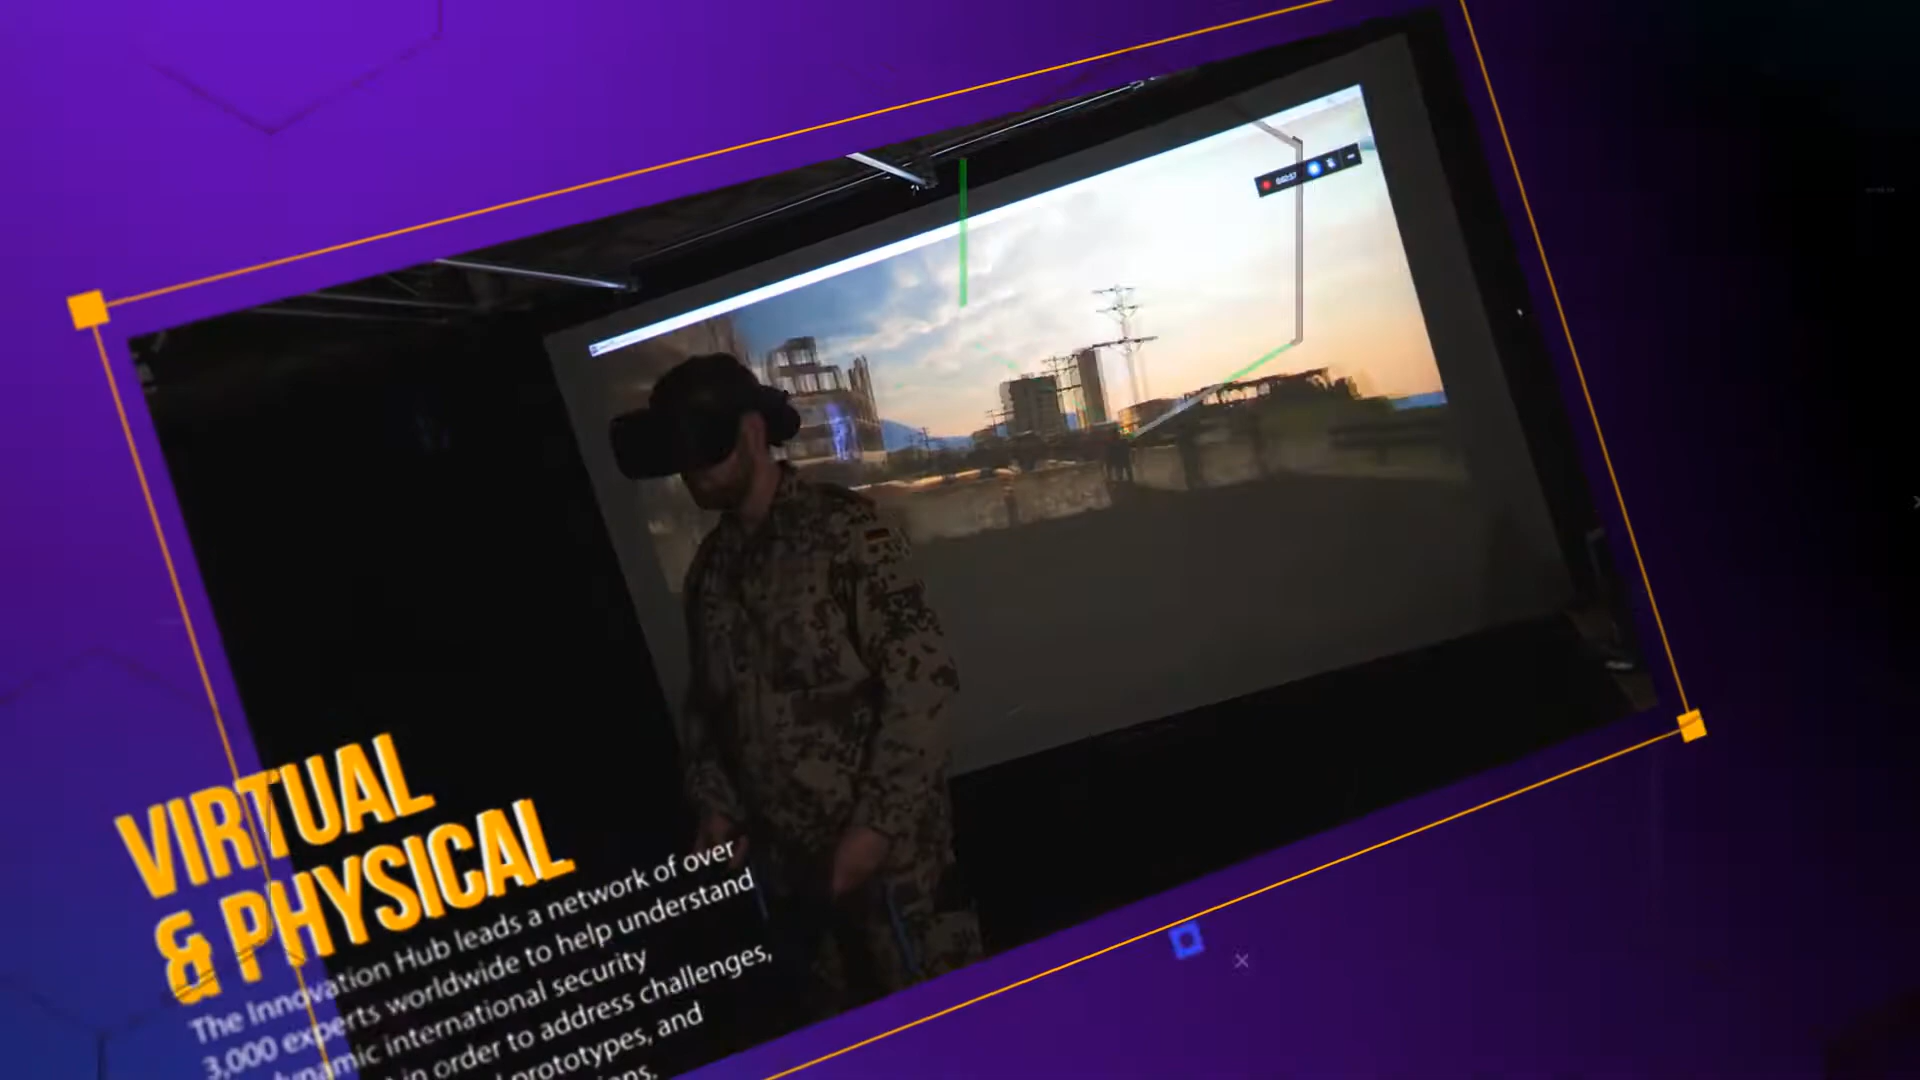 VIRTUAL
& PHYSICAL
The Innovation Hub leads a network of over
3,000 experts worldwide to help understand
dynamic international security
in order to address challenges,
prototypes, and